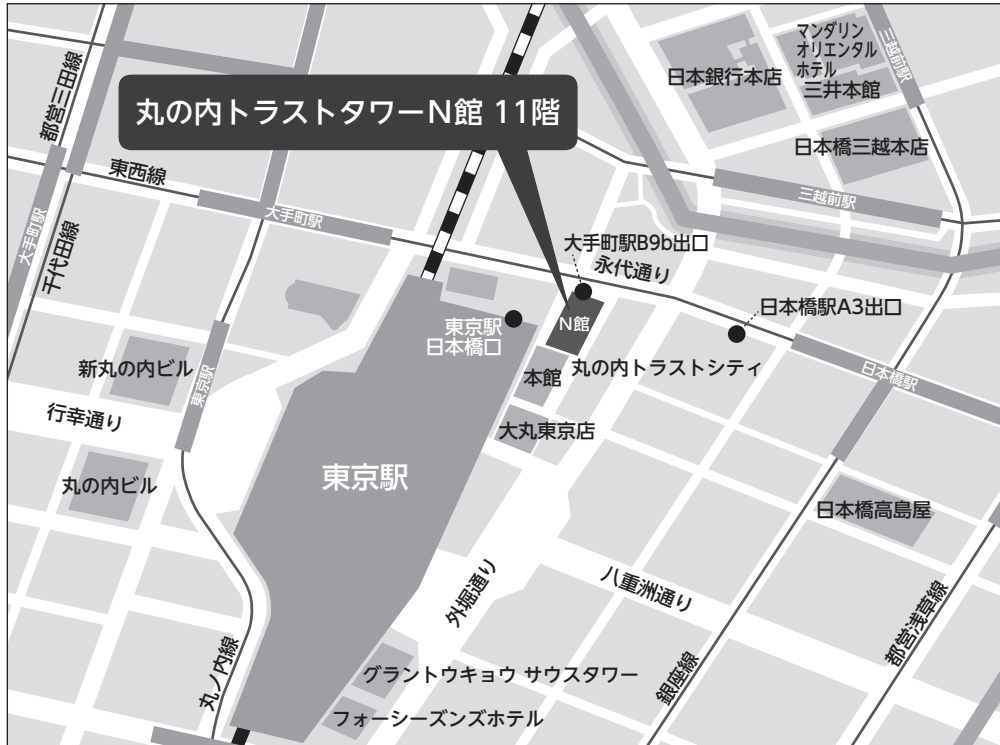 マンダリン
オリエンタル
ホテル
三井本館
日本銀行本店
三越前駅
日本橋三越本店
都営三田線
丸の内トラストタワーN館 11階
東西線
大手町駅
三越前駅
大手町駅
千代田線
大手町駅B9b出口
永代通り
日本橋駅A3出口
東京駅
日本橋口
N館
丸の内トラストシティ
日本橋駅
新丸の内ビル
本館
東京駅
行幸通り
大丸東京店
東京駅
丸の内ビル
日本橋高島屋
外堀通り
八重洲通り
都営浅草線
丸ノ内線
銀座線
グラントウキョウ サウスタワー
フォーシーズンズホテル